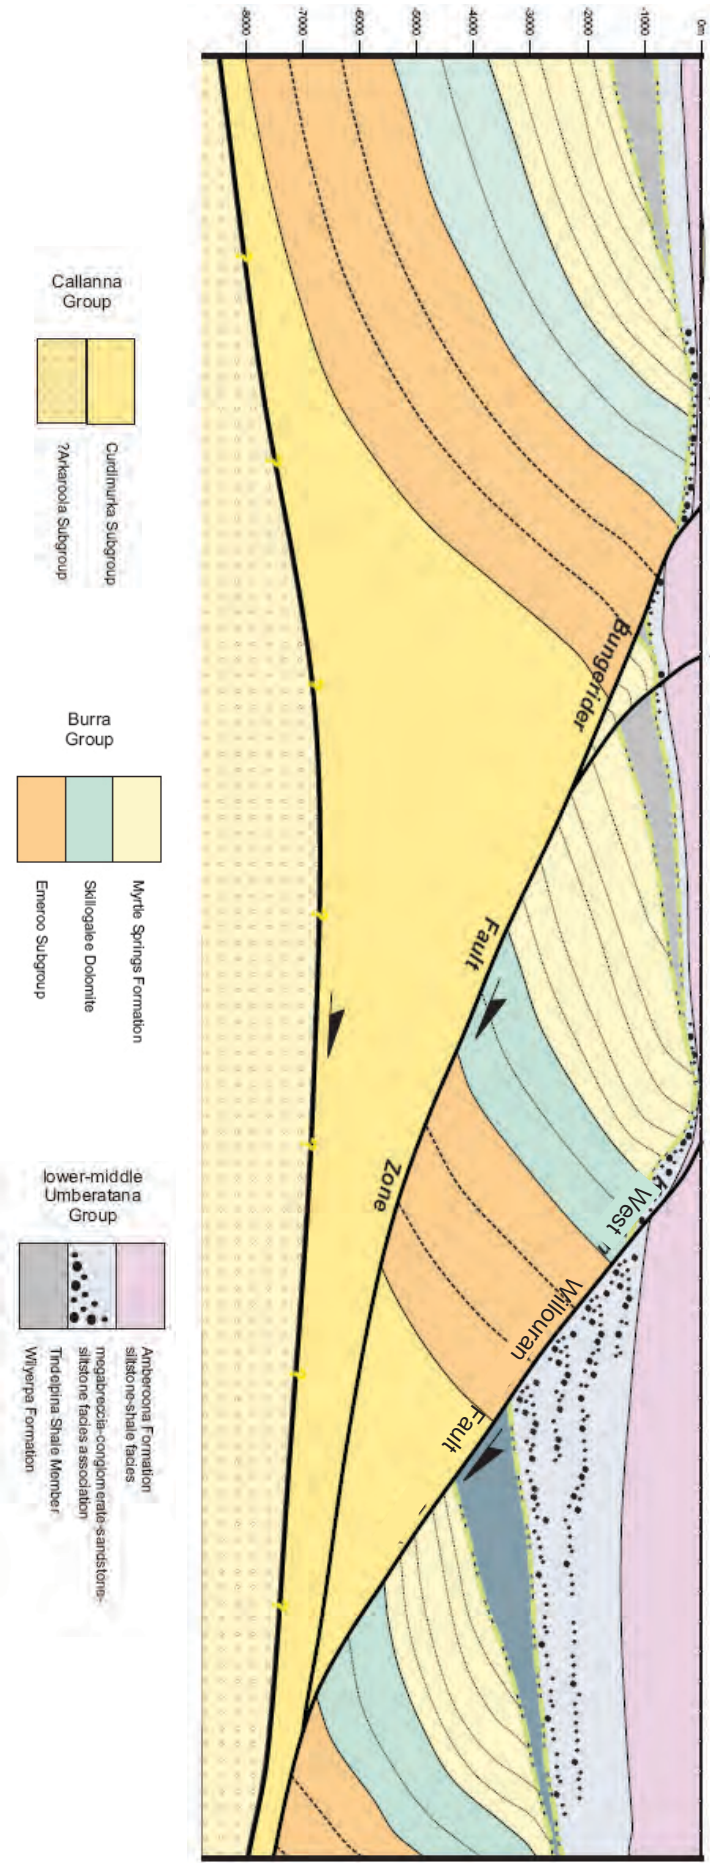 -8000
-7000
-6000
-5000
-4000
-3000
-2000
-1000
0m
?
?
?
?
?
?
?
?
Bungerider
Fault
Zone
West
Willouran
Fault
Callanna
Group
Curdimurka Subgroup
?Arkaroola Subgroup
Burra
Group
Myrtle Springs Formation
Skillogalee Dolomite
Emeroo Subgroup
lower-middle
Umberatana
Group
Amberoona Formation
siltstone-shale facies
megabreccia-conglomerate-sandstone-
siltstone facies association
Tindelpina Shale Member
Wilyerpa Formation